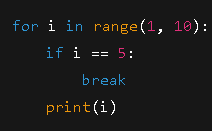 for i in range(1, 10):
    if i == 5:
        break
    print(i)